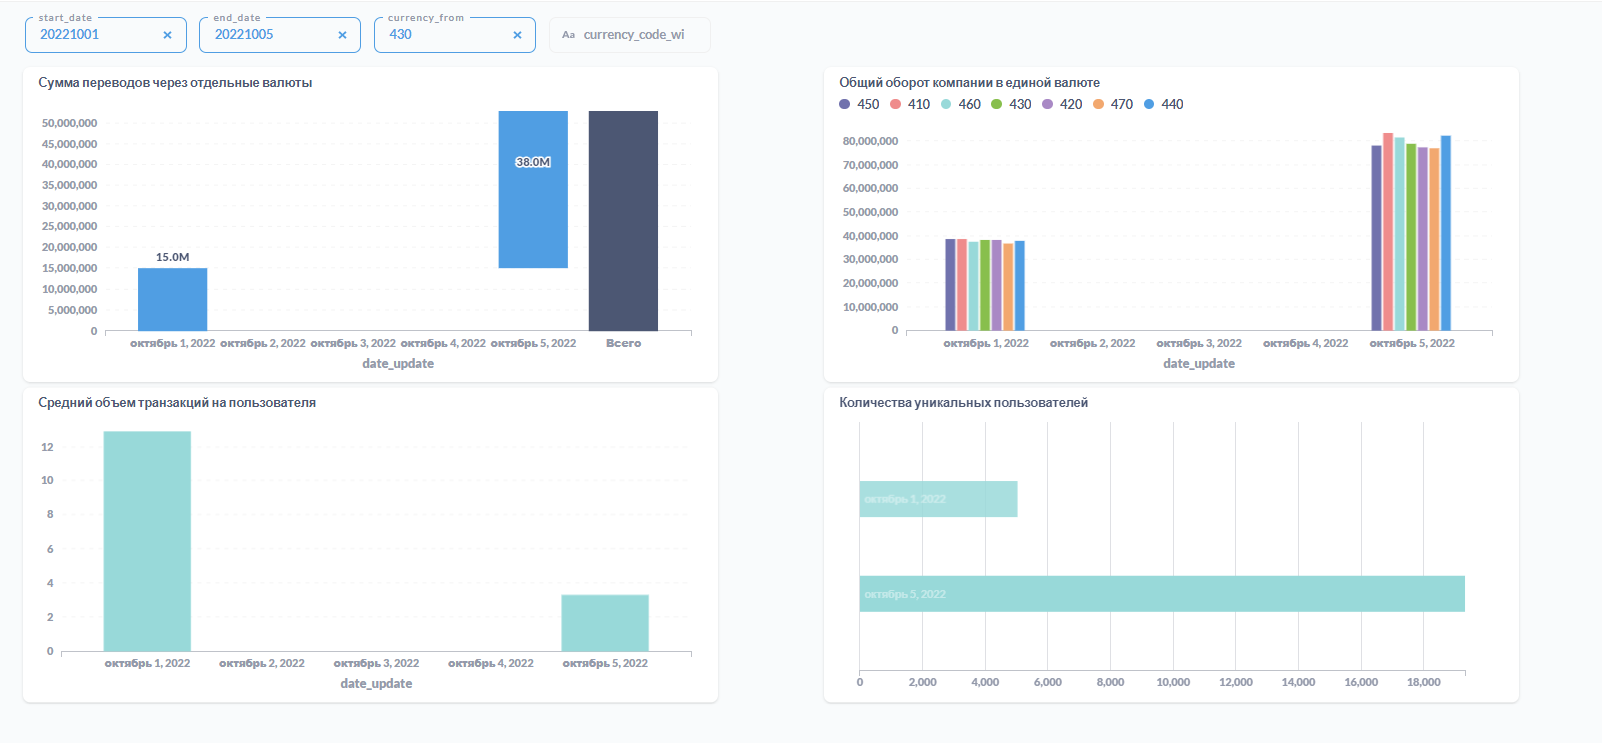 start_date end_date currency_from
20221001 × 20221005 × 430 × Aa currency_code_wi
Сумма переводов через отдельные валюты
50,000,000
45,000,000
40,000,000
35,000,000
30,000,000
25,000,000
20,000,000
15,000,000
10,000,000
5,000,000
0
15.0M
38.0M
октябрь 1, 2022 октябрь 2, 2022 октябрь 3, 2022 октябрь 4, 2022 октябрь 5, 2022 Всего
date_update
Общий оборот компании в единой валюте
450 410 460 430 420 470 440
80,000,000
70,000,000
60,000,000
50,000,000
40,000,000
30,000,000
20,000,000
10,000,000
0
октябрь 1, 2022 октябрь 2, 2022 октябрь 3, 2022 октябрь 4, 2022 октябрь 5, 2022
date_update
Средний объем транзакций на пользователя
12
10
8
6
4
2
0
октябрь 1, 2022 октябрь 2, 2022 октябрь 3, 2022 октябрь 4, 2022 октябрь 5, 2022
date_update
Количества уникальных пользователей
октябрь 1, 2022
октябрь 5, 2022
0 2,000 4,000 6,000 8,000 10,000 12,000 14,000 16,000 18,000